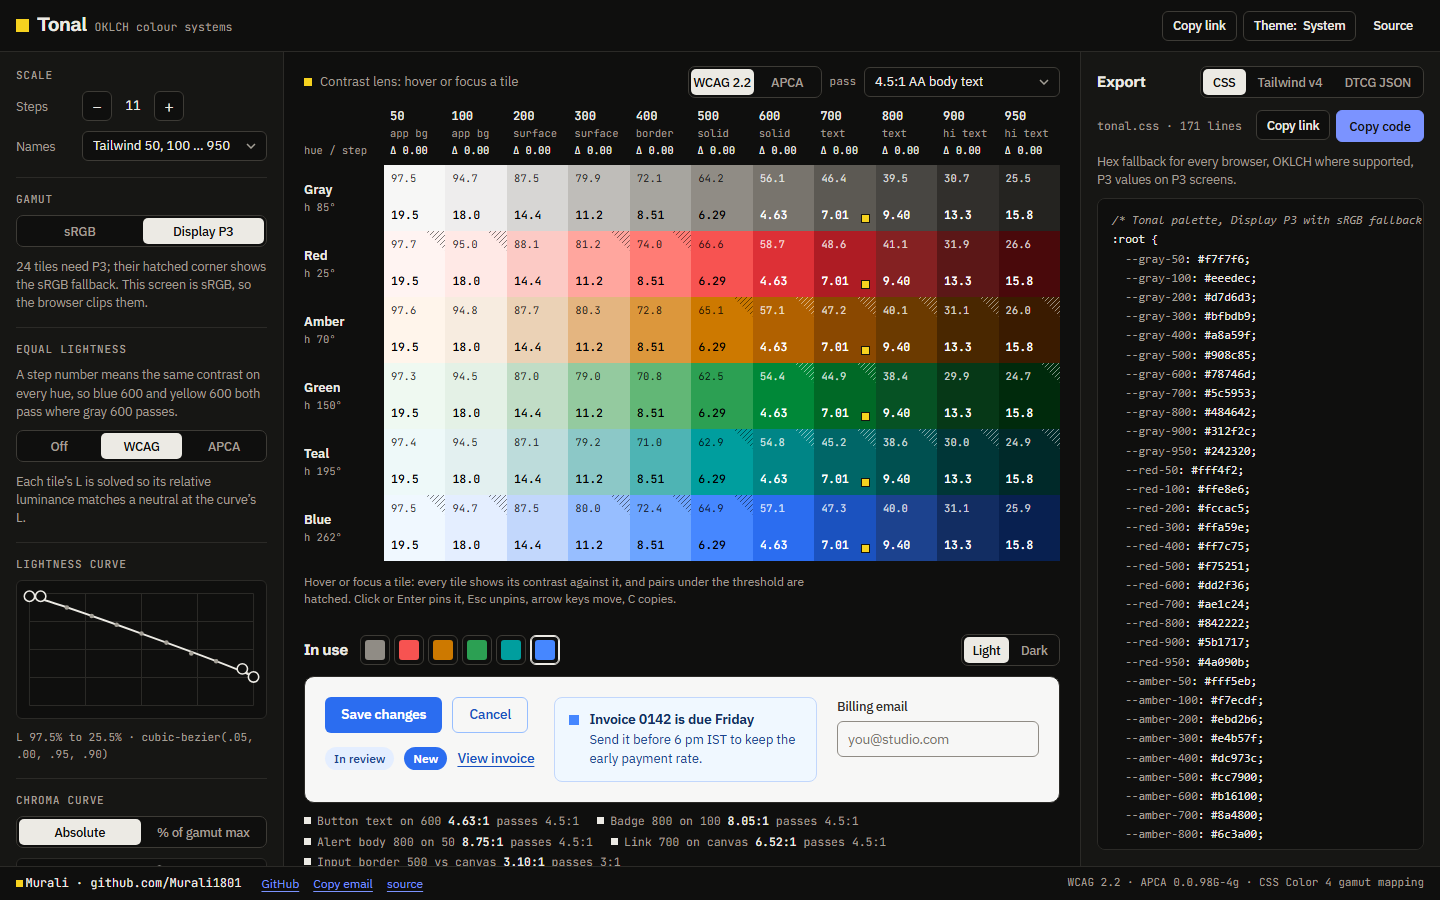 Tonal OKLCH colour systems
Copy link
Theme: System
Source
SCALE
Steps − 11 +
Names Tailwind 50, 100 ... 950
GAMUT
sRGB Display P3
24 tiles need P3; their hatched corner shows
the sRGB fallback. This screen is sRGB, so
the browser clips them.
EQUAL LIGHTNESS
A step number means the same contrast on
every hue, so blue 600 and yellow 600 both
pass where gray 600 passes.
Off WCAG APCA
Each tile's L is solved so its relative
luminance matches a neutral at the curve's
L.
LIGHTNESS CURVE
L 97.5% to 25.5% · cubic-bezier(.05,
.00, .95, .90)
CHROMA CURVE
Absolute % of gamut max
Contrast lens: hover or focus a tile
WCAG 2.2 APCA pass 4.5:1 AA body text
50 100 200 300 400 500 600 700 800 900 950
app bg app bg surface surface border solid solid text text hi text hi text
hue / step Δ 0.00 Δ 0.00 Δ 0.00 Δ 0.00 Δ 0.00 Δ 0.00 Δ 0.00 Δ 0.00 Δ 0.00 Δ 0.00 Δ 0.00
97.5 94.7 87.5 79.9 72.1 64.2 56.1 46.4 39.5 30.7 25.5
Gray
h 85°
19.5 18.0 14.4 11.2 8.51 6.29 4.63 7.01 9.40 13.3 15.8
97.7 95.0 88.1 81.2 74.0 66.6 58.7 48.6 41.1 31.9 26.6
Red
h 25°
19.5 18.0 14.4 11.2 8.51 6.29 4.63 7.01 9.40 13.3 15.8
97.6 94.8 87.7 80.3 72.8 65.1 57.1 47.2 40.1 31.1 26.0
Amber
h 70°
19.5 18.0 14.4 11.2 8.51 6.29 4.63 7.01 9.40 13.3 15.8
97.3 94.5 87.0 79.0 70.8 62.5 54.4 44.9 38.4 29.9 24.7
Green
h 150°
19.5 18.0 14.4 11.2 8.51 6.29 4.63 7.01 9.40 13.3 15.8
97.4 94.5 87.1 79.2 71.0 62.9 54.8 45.2 38.6 30.0 24.9
Teal
h 195°
19.5 18.0 14.4 11.2 8.51 6.29 4.63 7.01 9.40 13.3 15.8
97.5 94.7 87.5 80.0 72.4 64.9 57.1 47.3 40.0 31.1 25.9
Blue
h 262°
19.5 18.0 14.4 11.2 8.51 6.29 4.63 7.01 9.40 13.3 15.8
Hover or focus a tile: every tile shows its contrast against it, and pairs under the threshold are
hatched. Click or Enter pins it, Esc unpins, arrow keys move, C copies.
In use
Light Dark
Save changes Cancel
In review New View invoice
Invoice 0142 is due Friday
Send it before 6 pm IST to keep the
early payment rate.
Billing email
you@studio.com
Button text on 600 4.63:1 passes 4.5:1 Badge 800 on 100 8.05:1 passes 4.5:1
Alert body 800 on 50 8.75:1 passes 4.5:1 Link 700 on canvas 6.52:1 passes 4.5:1
Input border 500 vs canvas 3.10:1 passes 3:1
Export
CSS Tailwind v4 DTCG JSON
tonal.css · 171 lines Copy link Copy code
Hex fallback for every browser, OKLCH where supported,
P3 values on P3 screens.
/* Tonal palette, Display P3 with sRGB fallback
:root {
--gray-50: #f7f7f6;
--gray-100: #eeedec;
--gray-200: #d7d6d3;
--gray-300: #bfbdb9;
--gray-400: #a8a59f;
--gray-500: #908c85;
--gray-600: #78746d;
--gray-700: #5c5953;
--gray-800: #484642;
--gray-900: #312f2c;
--gray-950: #242320;
--red-50: #fff4f2;
--red-100: #ffe8e6;
--red-200: #fccac5;
--red-300: #ffa59e;
--red-400: #ff7c75;
--red-500: #f75251;
--red-600: #dd2f36;
--red-700: #ae1c24;
--red-800: #842222;
--red-900: #5b1717;
--red-950: #4a090b;
--amber-50: #fff5eb;
--amber-100: #f7ecdf;
--amber-200: #ebd2b6;
--amber-300: #e4b57f;
--amber-400: #dc973c;
--amber-500: #cc7900;
--amber-600: #b16100;
--amber-700: #8a4800;
--amber-800: #6c3a00;
Murali · github.com/Murali1801 GitHub Copy email source
WCAG 2.2 · APCA 0.0.98G-4g · CSS Color 4 gamut mapping